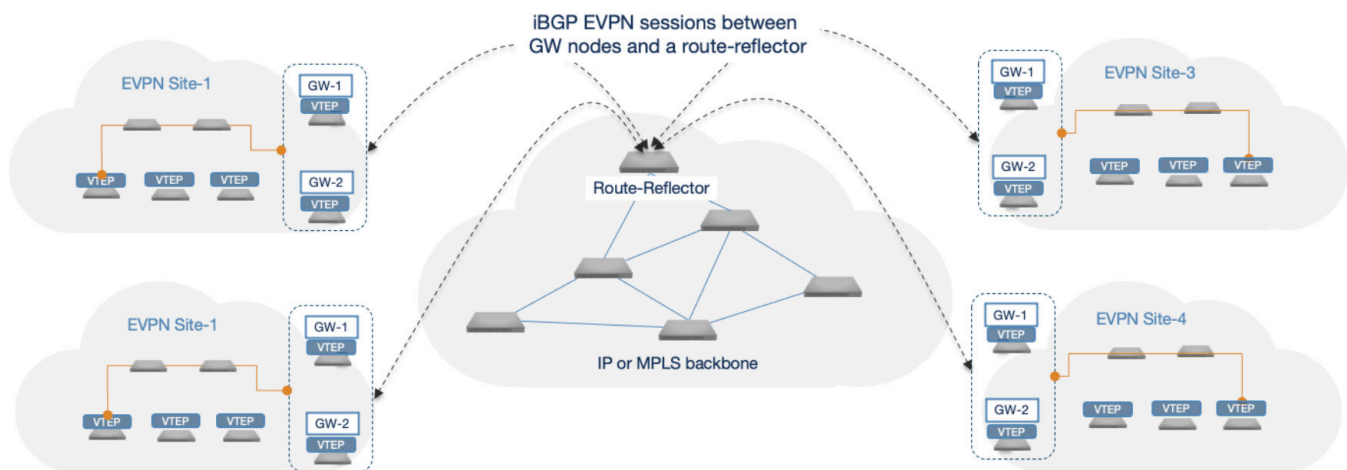 iBGP EVPN sessions between
GW nodes and a route-reflector
EVPN Site-1
GW-1
VTEP
GW-2
VTEP
VTEP
VTEP
VTEP
GW-1
VTEP
GW-2
VTEP
EVPN Site-3
VTEP
VTEP
VTEP
Route-Reflector
IP or MPLS backbone
EVPN Site-1
GW-1
VTEP
GW-2
VTEP
VTEP
VTEP
VTEP
GW-1
VTEP
GW-2
VTEP
EVPN Site-4
VTEP
VTEP
VTEP